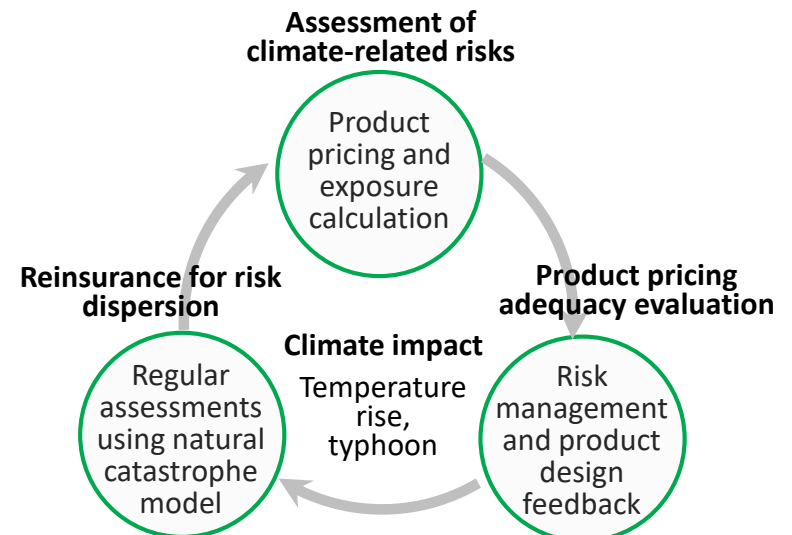 Assessment of
climate-related risks
Product
pricing and
exposure
calculation
Reinsurance for risk
dispersion
Product pricing
adequacy evaluation
Climate impact
Temperature
rise,
typhoon
Regular
assessments
using natural
catastrophe
model
Risk
management
and product
design
feedback